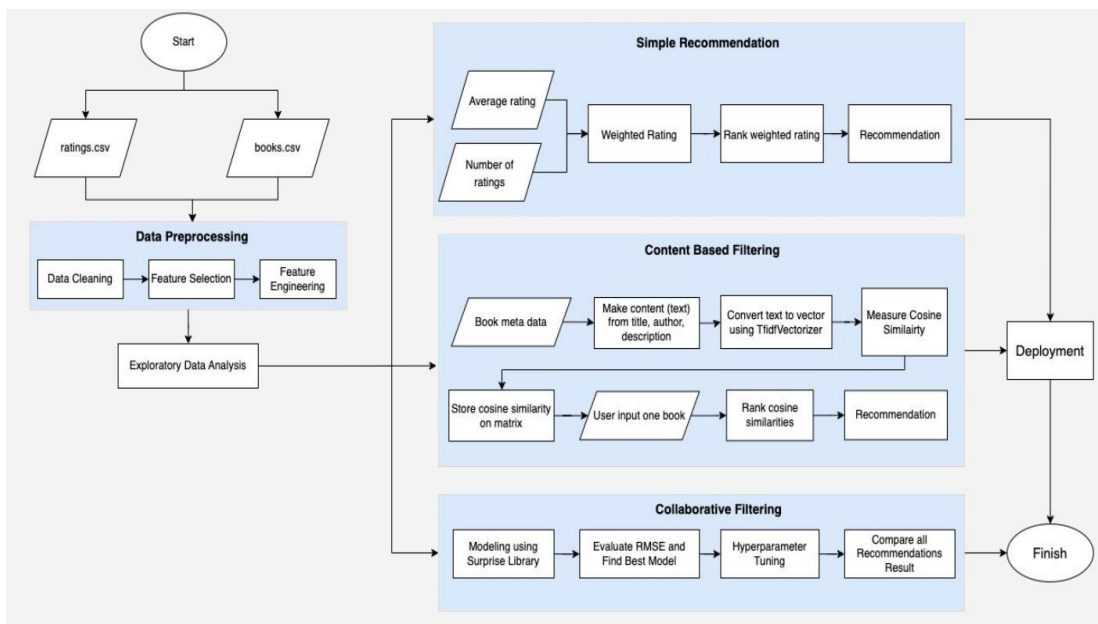 Start
ratings.csv
books.csv
Data Preprocessing
Data Cleaning
Feature Selection
Feature
Engineering
Exploratory Data Analysis
Simple Recommendation
Average rating
Number of
ratings
Weighted Rating
Rank weighted rating
Recommendation
Content Based Filtering
Book meta data
Make content (text)
from title, author,
description
Convert text to vector
using TfidfVectorizer
Measure Cosine
Similairty
Store cosine similarity
on matrix
User input one book
Rank cosine
similarities
Recommendation
Collaborative Filtering
Modeling using
Surprise Library
Evaluate RMSE and
Find Best Model
Hyperparameter
Tuning
Compare all
Recommendations
Result
Deployment
Finish